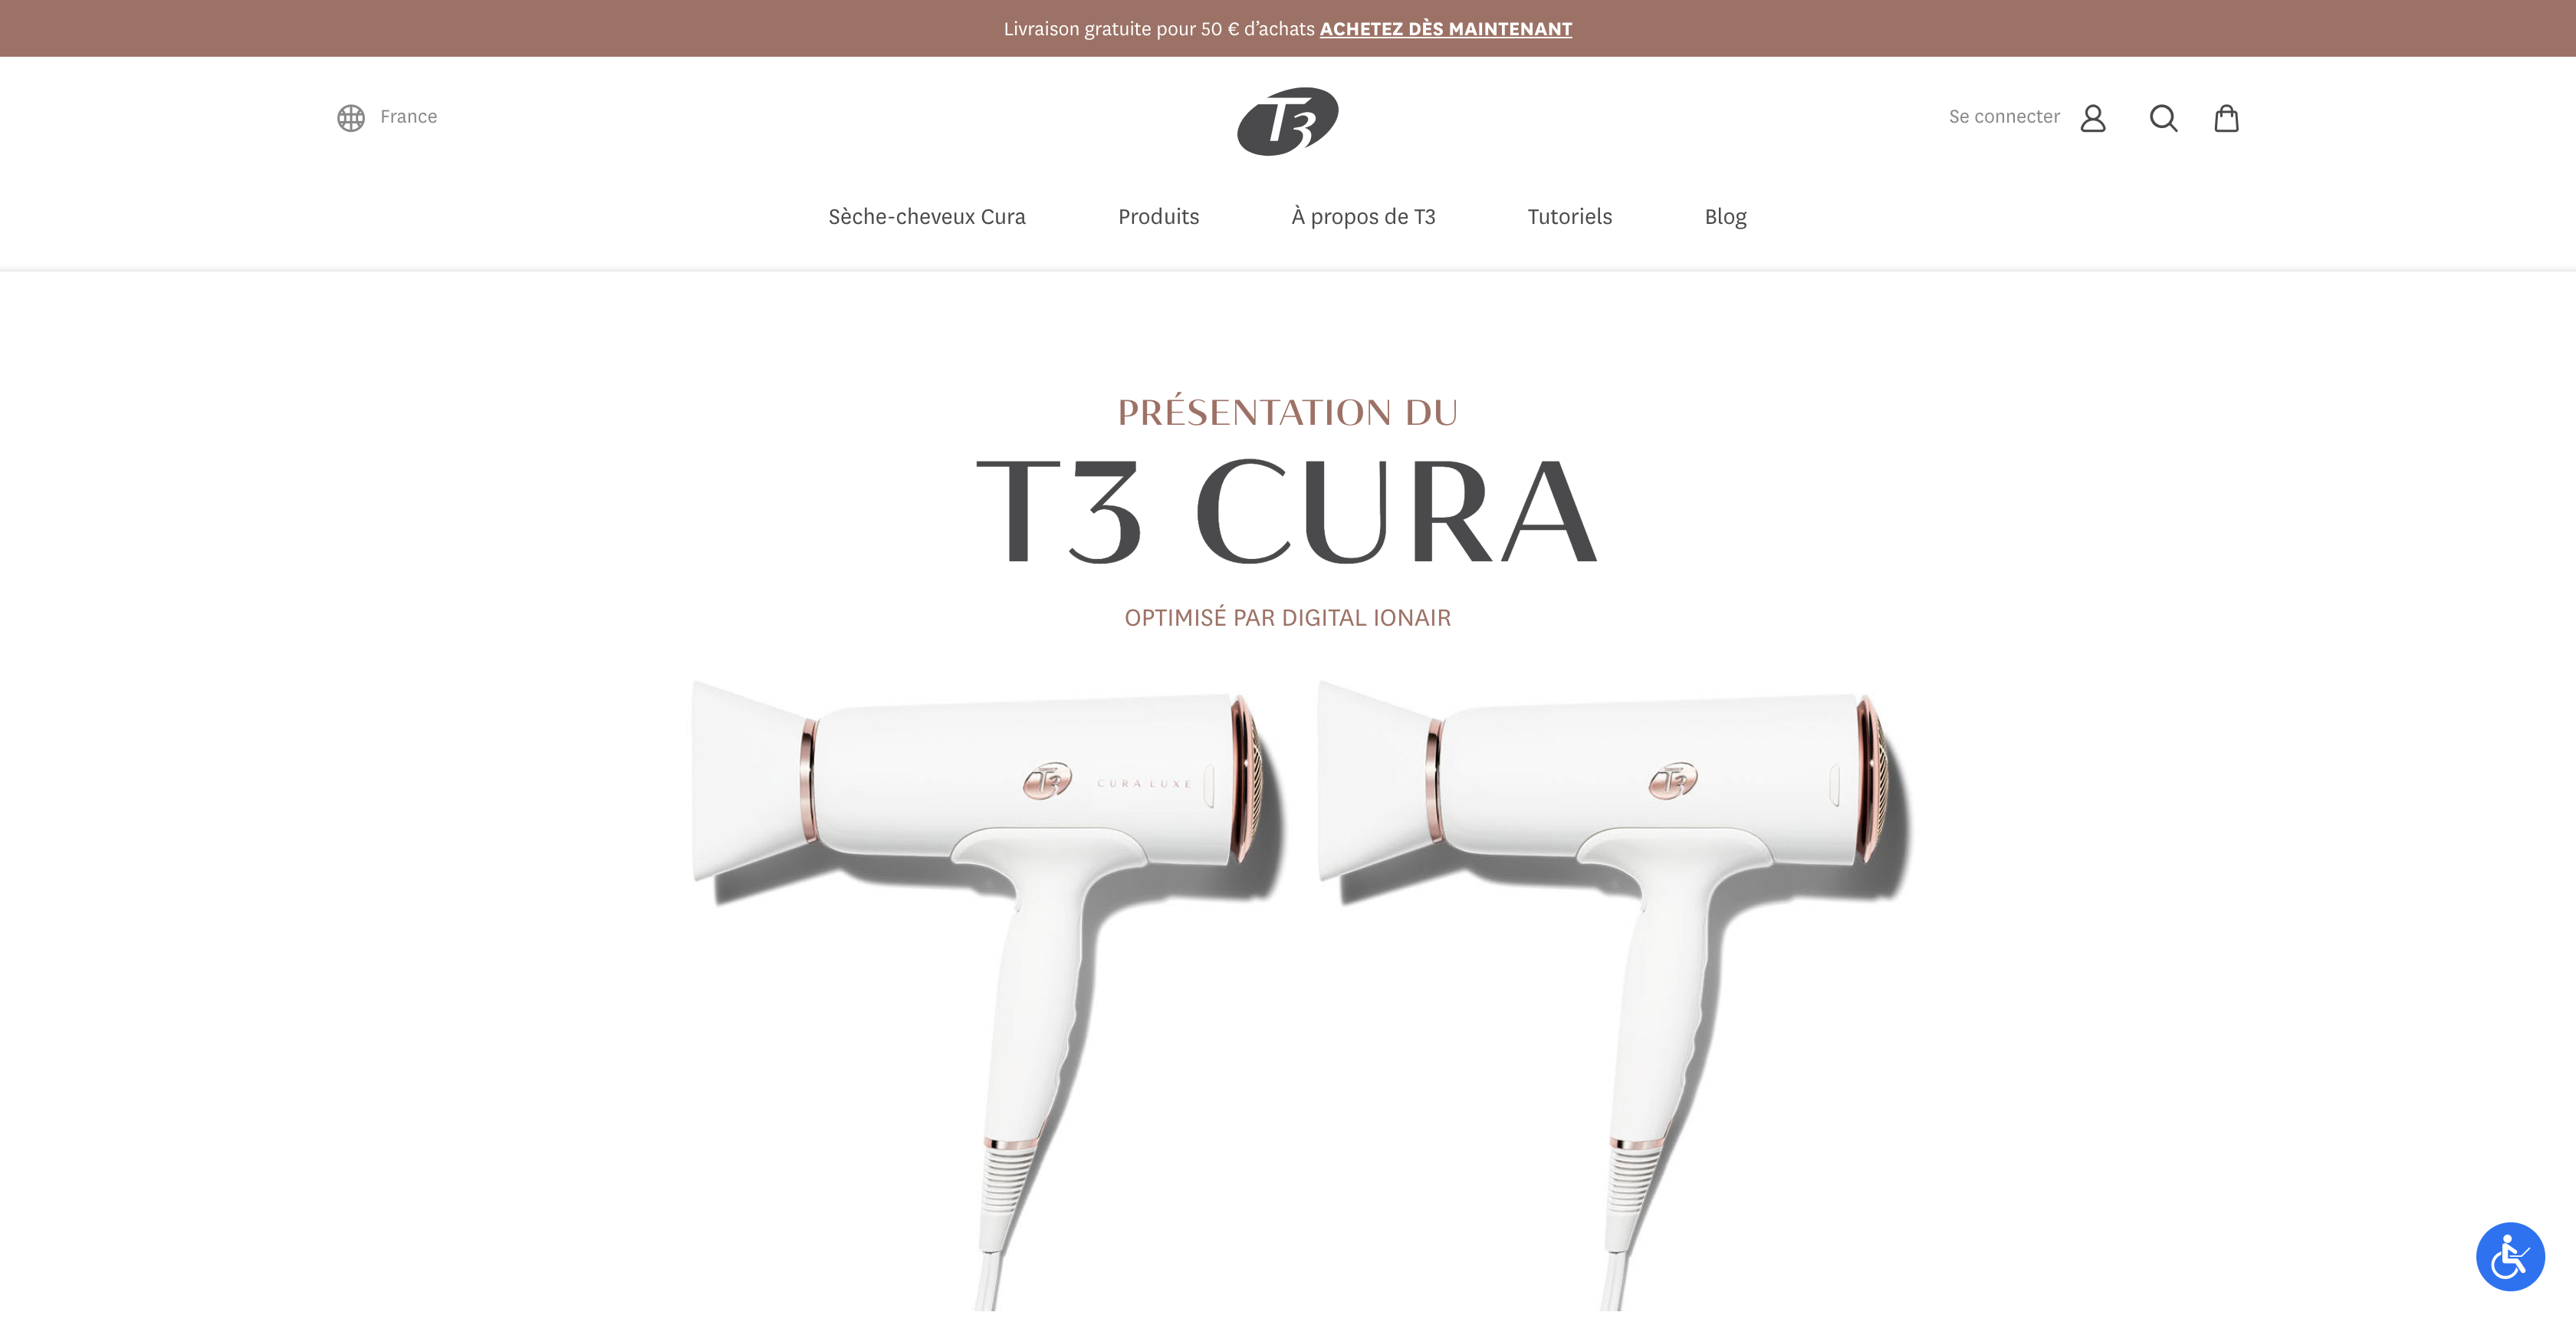 Livraison gratuite pour 50 € d’achats ACHETEZ DÈS MAINTENANT
France
T3
Se connecter
Sèche-cheveux Cura Produits À propos de T3 Tutoriels Blog
PRÉSENTATION DU
T3 CURA
OPTIMISÉ PAR DIGITAL IONAIR
T3 CURA LUXE
T3